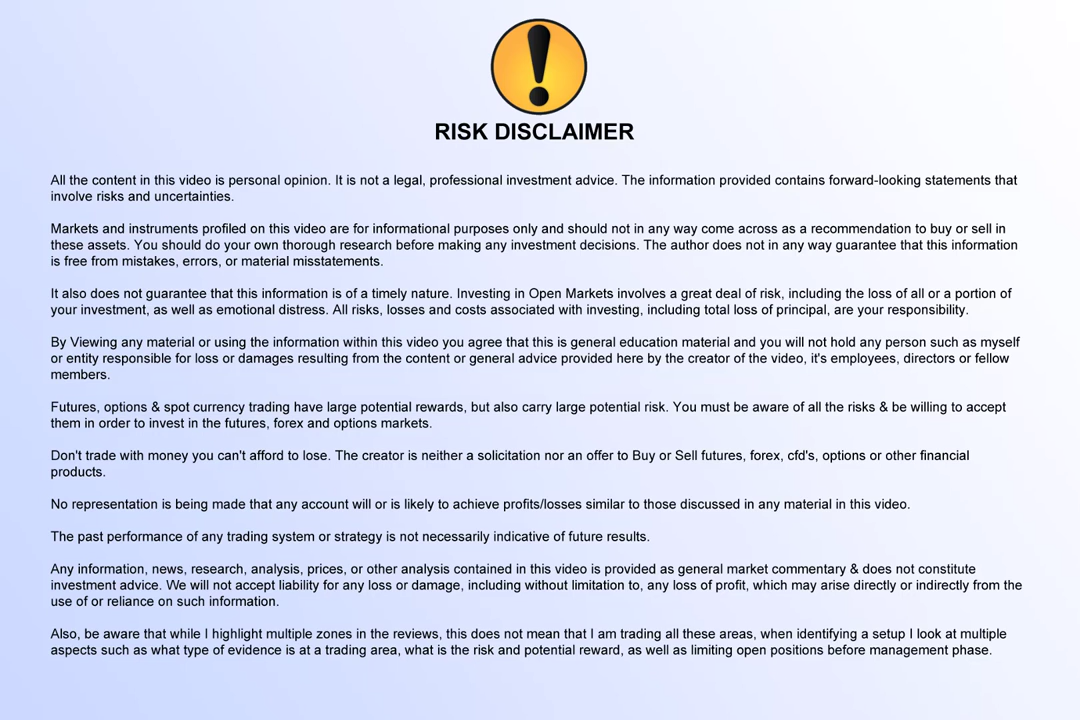 RISK DISCLAIMER
All the content in this video is personal opinion. It is not a legal, professional investment advice. The information provided contains forward-looking statements that
involve risks and uncertainties.
Markets and instruments profiled on this video are for informational purposes only and should not in any way come across as a recommendation to buy or sell in
these assets. You should do your own thorough research before making any investment decisions. The author does not in any way guarantee that this information
is free from mistakes, errors, or material misstatements.
It also does not guarantee that this information is of a timely nature. Investing in Open Markets involves a great deal of risk, including the loss of all or a portion of
your investment, as well as emotional distress. All risks, losses and costs associated with investing, including total loss of principal, are your responsibility.
By Viewing any material or using the information within this video you agree that this is general education material and you will not hold any person such as myself
or entity responsible for loss or damages resulting from the content or general advice provided here by the creator of the video, it's employees, directors or fellow
members.
Futures, options & spot currency trading have large potential rewards, but also carry large potential risk. You must be aware of all the risks & be willing to accept
them in order to invest in the futures, forex and options markets.
Don't trade with money you can't afford to lose. The creator is neither a solicitation nor an offer to Buy or Sell futures, forex, cfd's, options or other financial
products.
No representation is being made that any account will or is likely to achieve profits/losses similar to those discussed in any material in this video.
The past performance of any trading system or strategy is not necessarily indicative of future results.
Any information, news, research, analysis, prices, or other analysis contained in this video is provided as general market commentary & does not constitute
investment advice. We will not accept liability for any loss or damage, including without limitation to, any loss of profit, which may arise directly or indirectly from the
use of or reliance on such information.
Also, be aware that while I highlight multiple zones in the reviews, this does not mean that I am trading all these areas, when identifying a setup I look at multiple
aspects such as what type of evidence is at a trading area, what is the risk and potential reward, as well as limiting open positions before management phase.